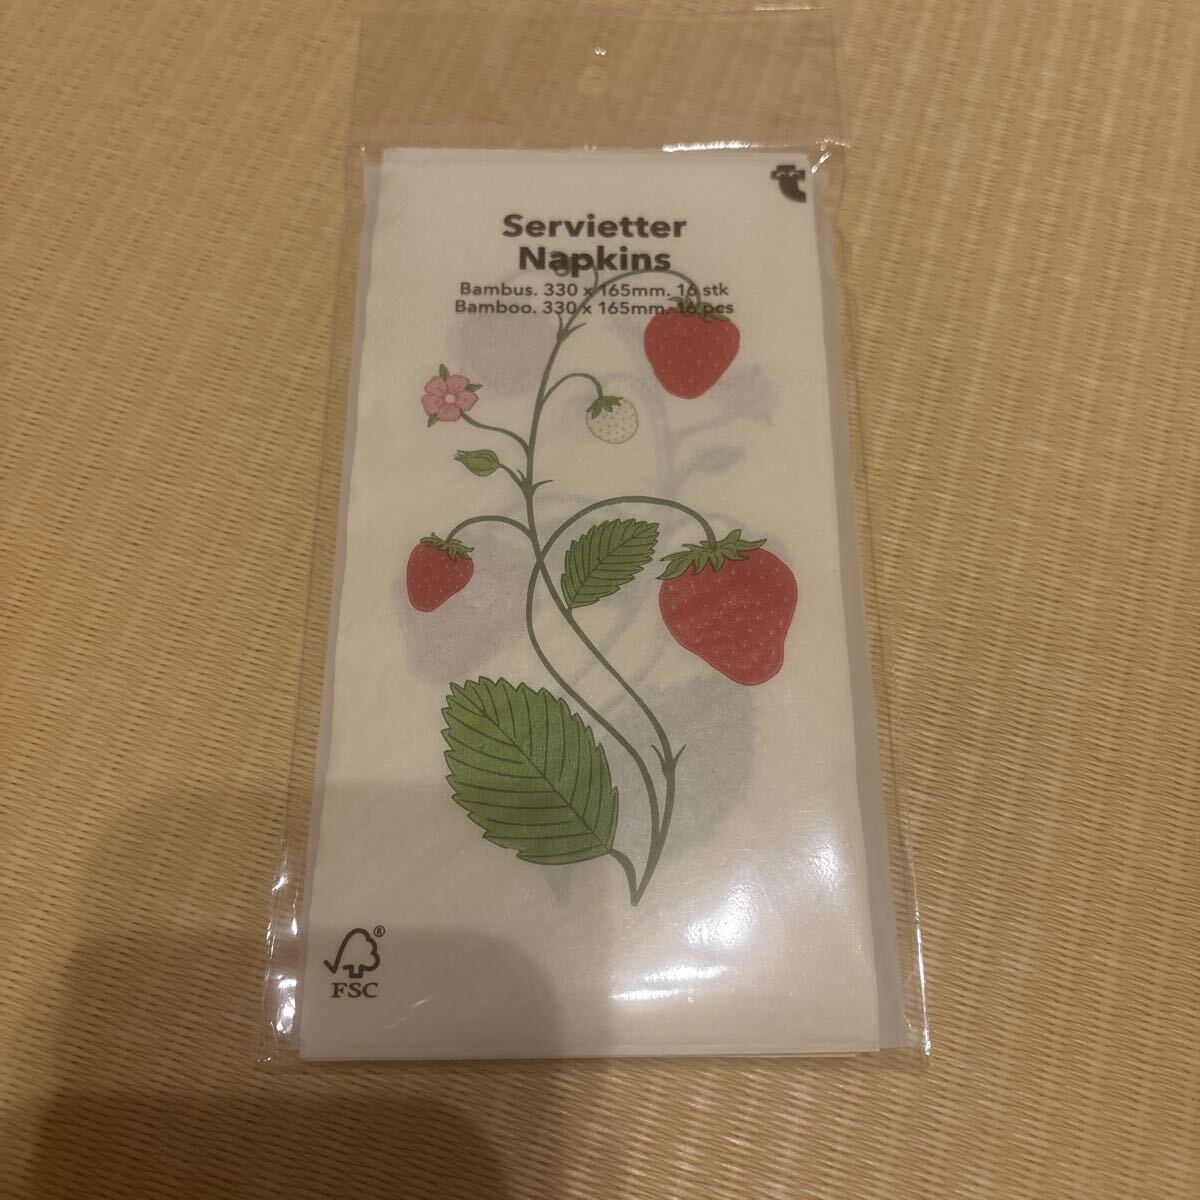 Servietter
Napkins
Bambus. 330 x 165mm. 16 stk
Bamboo. 330 x 165mm. 16 pcs
®
FSC